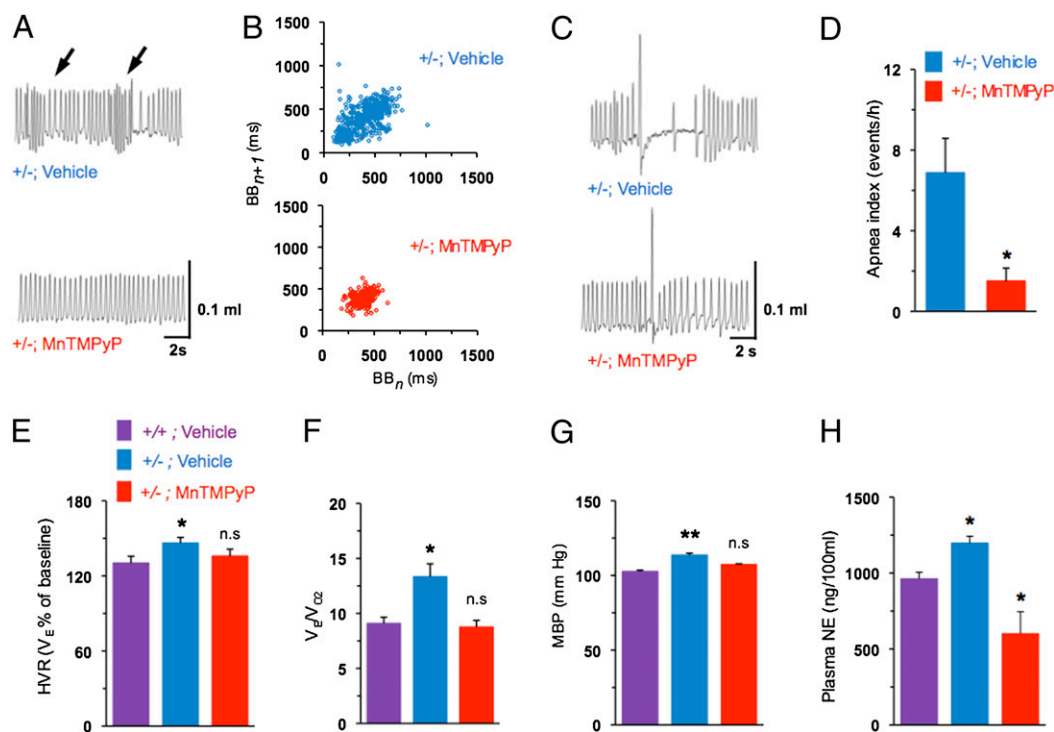 A
+/-; Vehicle
+/-; MnTMPyP
0.1 ml
2s
B
1500
1000
500
0
+/-; Vehicle
BBn+1 (ms)
0 500 1000 1500
1500
1000
500
0
+/-; MnTMPyP
0 500 1000 1500
BBn (ms)
C
+/-; Vehicle
+/-; MnTMPyP
0.1 ml
2 s
D
+/-; Vehicle
+/-; MnTMPyP
Apnea index (events/h)
12
8
4
0
*
E
+/+ ; Vehicle
+/- ; Vehicle
+/- ; MnTMPyP
HVR (VE % of baseline)
180
120
60
0
*
n.s
F
VE/VO2
20
15
10
5
0
*
n.s
G
MBP (mm Hg)
150
100
50
0
**
n.s
H
Plasma NE (ng/100ml)
1500
1000
500
0
*
*